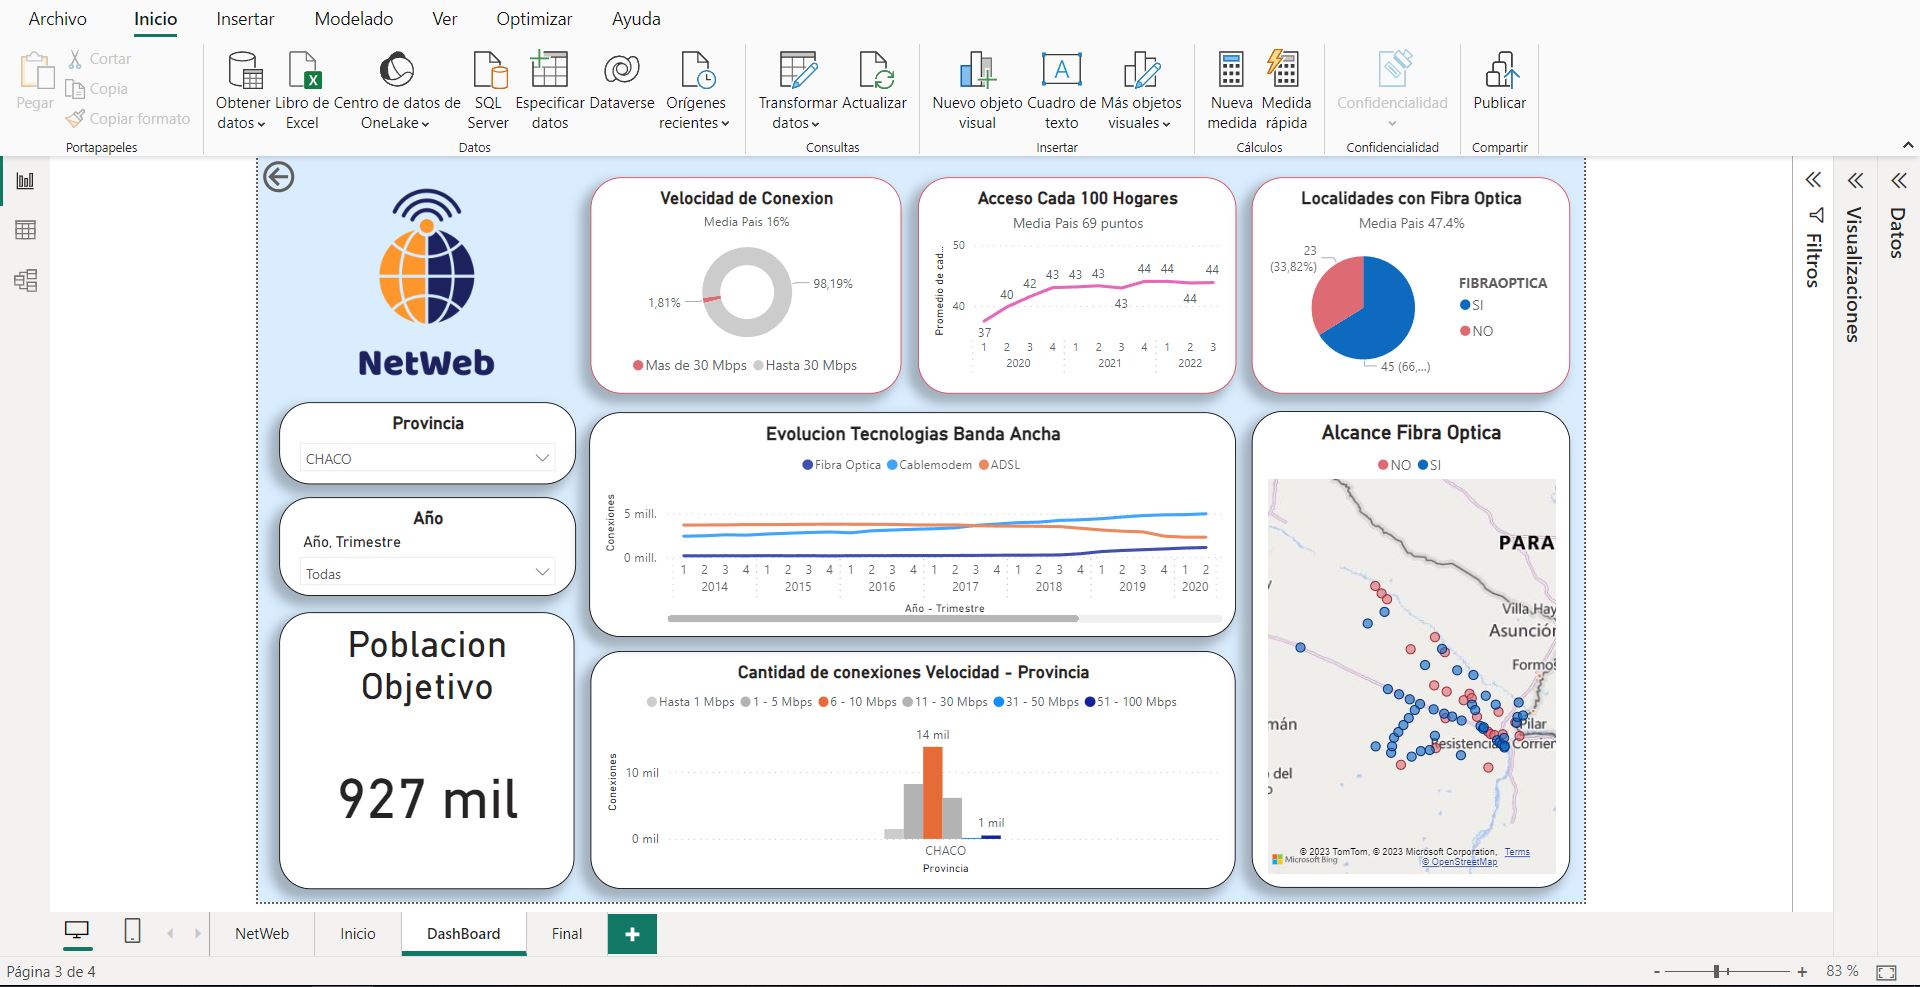 Archivo Inicio Insertar Modelado Ver Optimizar Ayuda
Pegar
Cortar
Copia
Copiar formato
Portapapeles
Obtener datos
Libro de Excel
Centro de datos de OneLake
SQL Server
Especificar datos
Dataverse
Orígenes recientes
Datos
Transformar datos
Actualizar
Consultas
Nuevo objeto visual
Cuadro de texto
Más objetos visuales
Insertar
Nueva medida
Medida rápida
Cálculos
Confidencialidad
Confidencialidad
Publicar
Compartir
NetWeb
Provincia
CHACO
Año
Año, Trimestre
Todas
Poblacion
Objetivo
927 mil
Velocidad de Conexion
Media Pais 16%
1,81%
98,19%
Mas de 30 Mbps Hasta 30 Mbps
Acceso Cada 100 Hogares
Media Pais 69 puntos
Promedio de cad...
50
40
37 40 42 43 43 43 43 44 44 44 44
1 2 3 4 1 2 3 4 1 2 3
2020 2021 2022
Localidades con Fibra Optica
Media Pais 47.4%
23
(33,82%)
45 (66,...)
FIBRAOPTICA
SI
NO
Evolucion Tecnologias Banda Ancha
Fibra Optica Cablemodem ADSL
Conexiones
5 mill.
0 mill.
1 2 3 4 1 2 3 4 1 2 3 4 1 2 3 4 1 2 3 4 1 2 3 4 1 2
2014 2015 2016 2017 2018 2019 2020
Año - Trimestre
Cantidad de conexiones Velocidad - Provincia
Hasta 1 Mbps 1 - 5 Mbps 6 - 10 Mbps 11 - 30 Mbps 31 - 50 Mbps 51 - 100 Mbps
Conexiones
10 mil
0 mil
14 mil
1 mil
CHACO
Provincia
Alcance Fibra Optica
NO SI
PARA
Villa Hay
Asunción
Formos
mán
Pilar
Resistencia
Corrien
del
© 2023 TomTom, © 2023 Microsoft Corporation, Terms
Microsoft Bing
© OpenStreetMap
Filtros
Visualizaciones
Datos
NetWeb Inicio DashBoard Final +
Página 3 de 4
- + 83 %